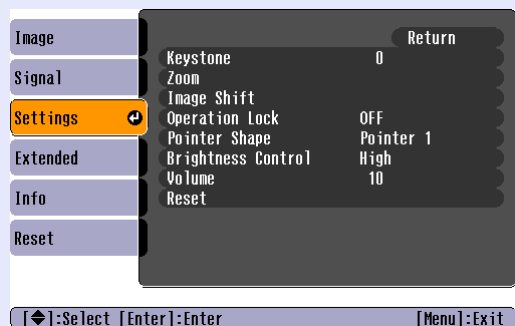 Image
Signal
Settings
Extended
Info
Reset
Return
Keystone 0
Zoom
Image Shift
Operation Lock OFF
Pointer Shape Pointer 1
Brightness Control High
Volume 10
Reset
[◆]:Select [Enter]:Enter [Menu]:Exit